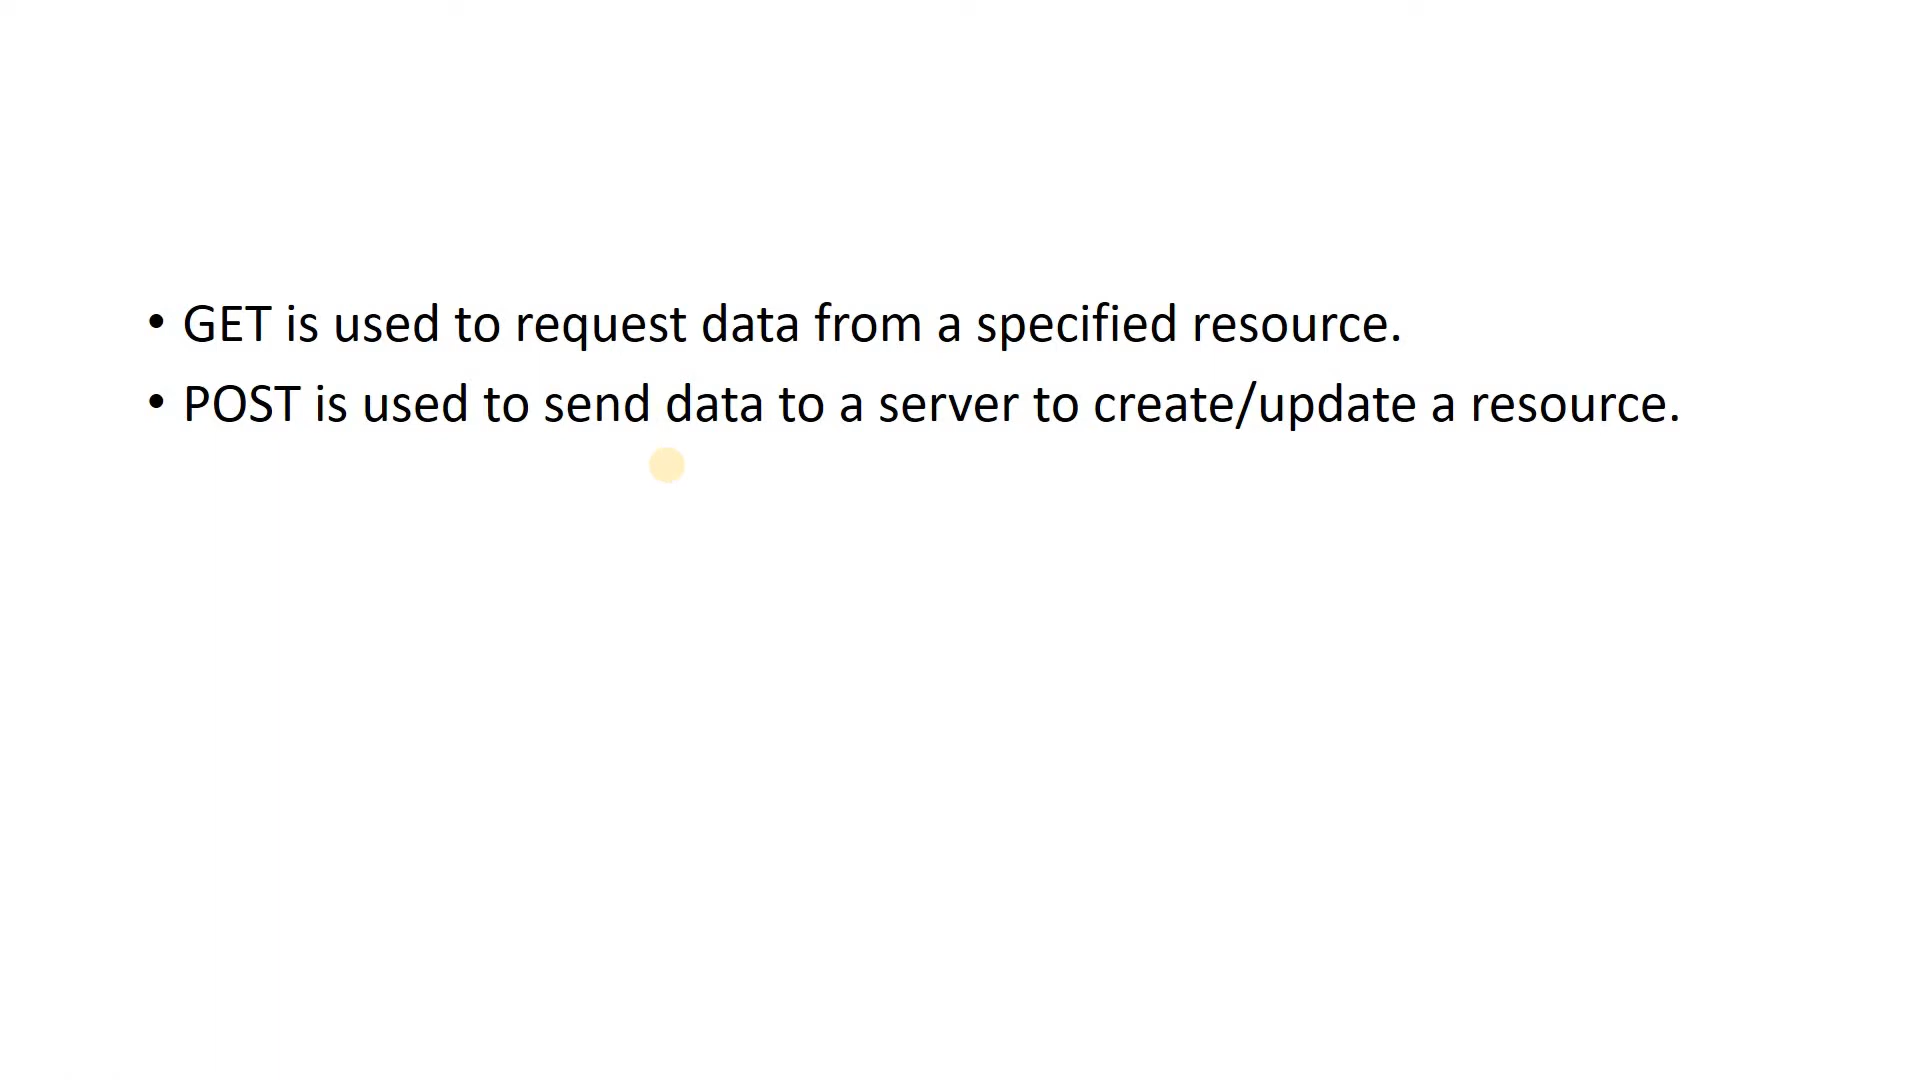 • GET is used to request data from a specified resource.
• POST is used to send data to a server to create/update a resource.